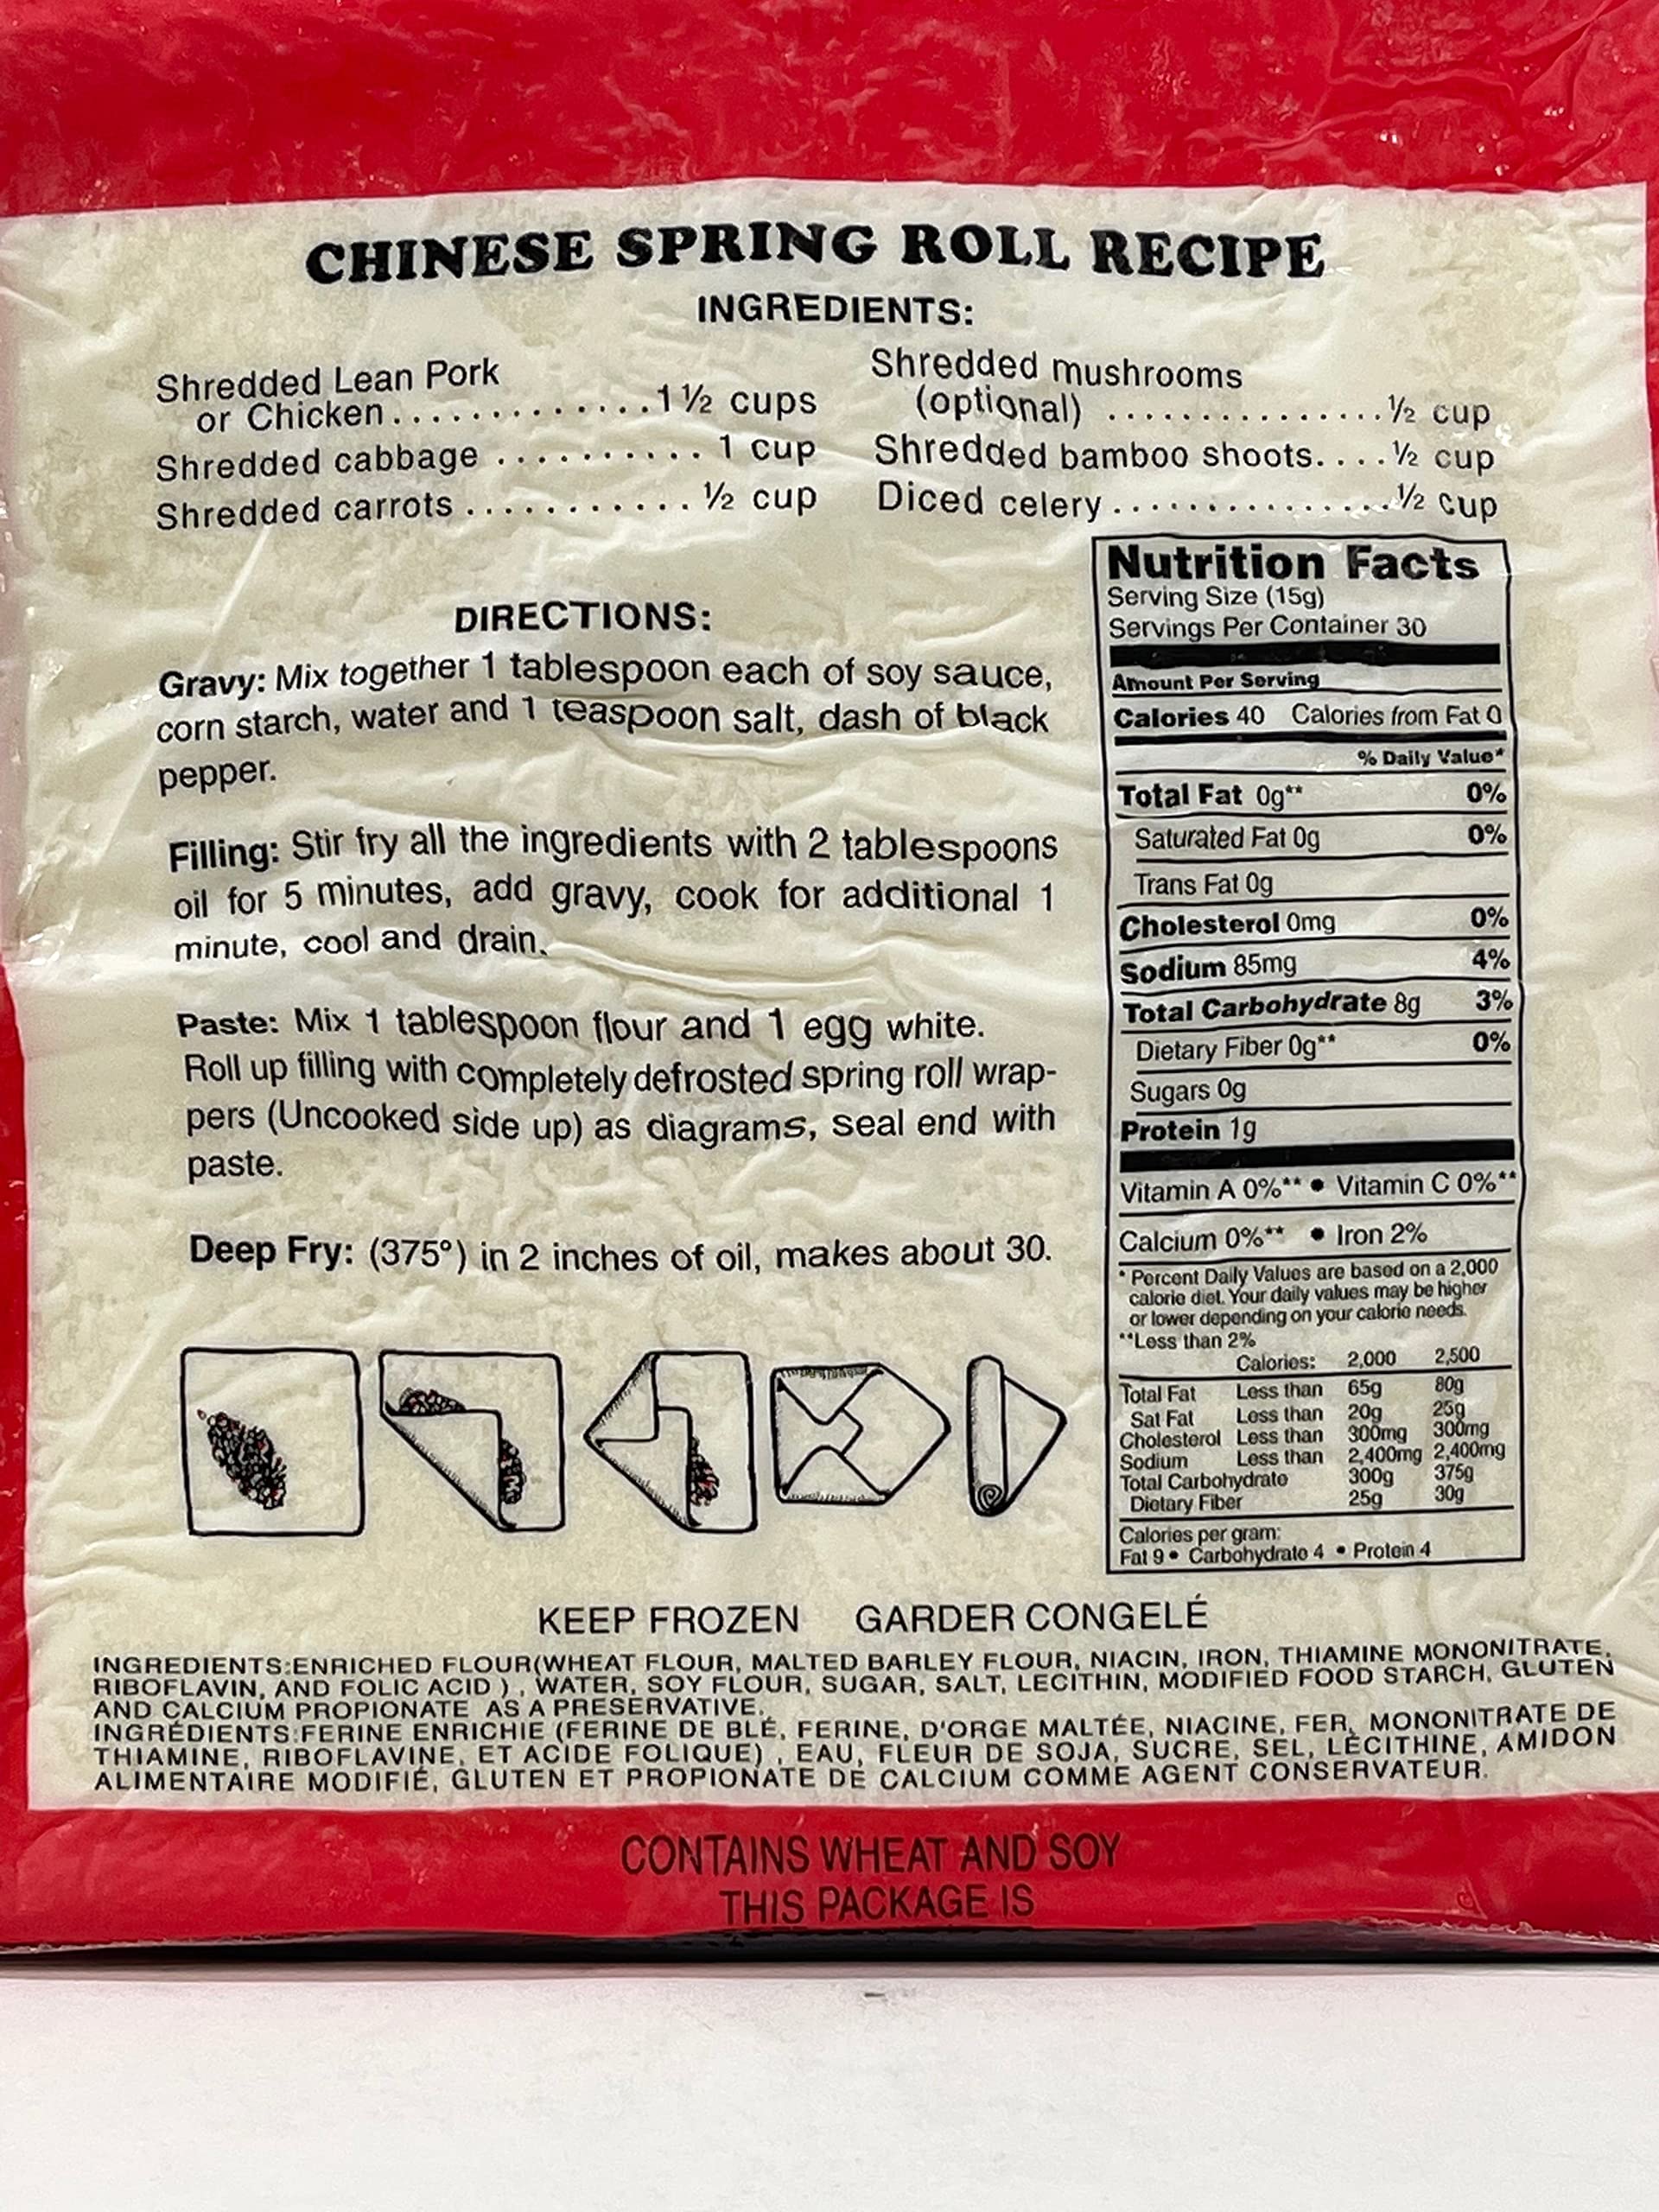 CHINESE SPRING ROLL RECIPE
INGREDIENTS:
Shredded Lean Pork
or Chicken.............1 ½ cups
Shredded cabbage .......... 1 cup
Shredded carrots ........... ½ cup
Shredded mushrooms
(optional) ...............½ cup
Shredded bamboo shoots....½ cup
Diced celery ...............½ cup
DIRECTIONS:
Gravy: Mix together 1 tablespoon each of soy sauce,
corn starch, water and 1 teaspoon salt, dash of black
pepper.
Filling: Stir fry all the ingredients with 2 tablespoons
oil for 5 minutes, add gravy, cook for additional 1
minute, cool and drain.
Paste: Mix 1 tablespoon flour and 1 egg white.
Roll up filling with completely defrosted spring roll wrap-
pers (Uncooked side up) as diagrams, seal end with
paste.
Deep Fry: (375°) in 2 inches of oil, makes about 30.
Nutrition Facts
Serving Size (15g)
Servings Per Container 30
Amount Per Serving
Calories 40 Calories from Fat 0
% Daily Value*
Total Fat 0g** 0%
Saturated Fat 0g 0%
Trans Fat 0g
Cholesterol 0mg 0%
Sodium 85mg 4%
Total Carbohydrate 8g 3%
Dietary Fiber 0g** 0%
Sugars 0g
Protein 1g
Vitamin A 0%** • Vitamin C 0%**
Calcium 0%** • Iron 2%
* Percent Daily Values are based on a 2,000
calorie diet. Your daily values may be higher
or lower depending on your calorie needs.
**Less than 2%
Calories: 2,000 2,500
Total Fat Less than 65g 80g
Sat Fat Less than 20g 25g
Cholesterol Less than 300mg 300mg
Sodium Less than 2,400mg 2,400mg
Total Carbohydrate 300g 375g
Dietary Fiber 25g 30g
Calories per gram:
Fat 9 • Carbohydrate 4 • Protein 4
KEEP FROZEN GARDER CONGELÉ
INGREDIENTS:ENRICHED FLOUR(WHEAT FLOUR, MALTED BARLEY FLOUR, NIACIN, IRON, THIAMINE MONONITRATE,
RIBOFLAVIN, AND FOLIC ACID ) , WATER, SOY FLOUR, SUGAR, SALT, LECITHIN, MODIFIED FOOD STARCH, GLUTEN
AND CALCIUM PROPIONATE AS A PRESERVATIVE.
INGRÉDIENTS:FERINE ENRICHIE (FERINE DE BLÉ, FERINE, D'ORGE MALTÉE, NIACINE, FER, MONONITRATE DE
THIAMINE, RIBOFLAVINE, ET ACIDE FOLIQUE) , EAU, FLEUR DE SOJA, SUCRE, SEL, LÉCITHINE, AMIDON
ALIMENTAIRE MODIFIÉ, GLUTEN ET PROPIONATE DE CALCIUM COMME AGENT CONSERVATEUR.
CONTAINS WHEAT AND SOY
THIS PACKAGE IS